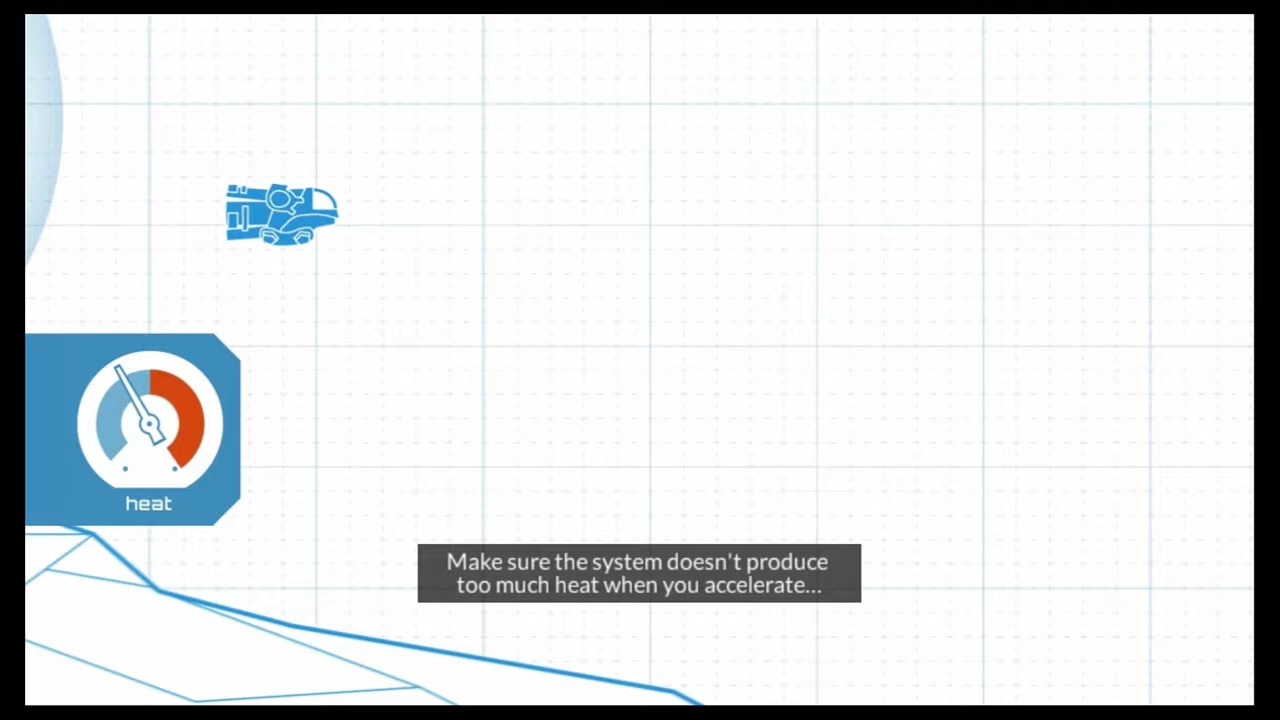 heat
Make sure the system doesn't produce
too much heat when you accelerate...